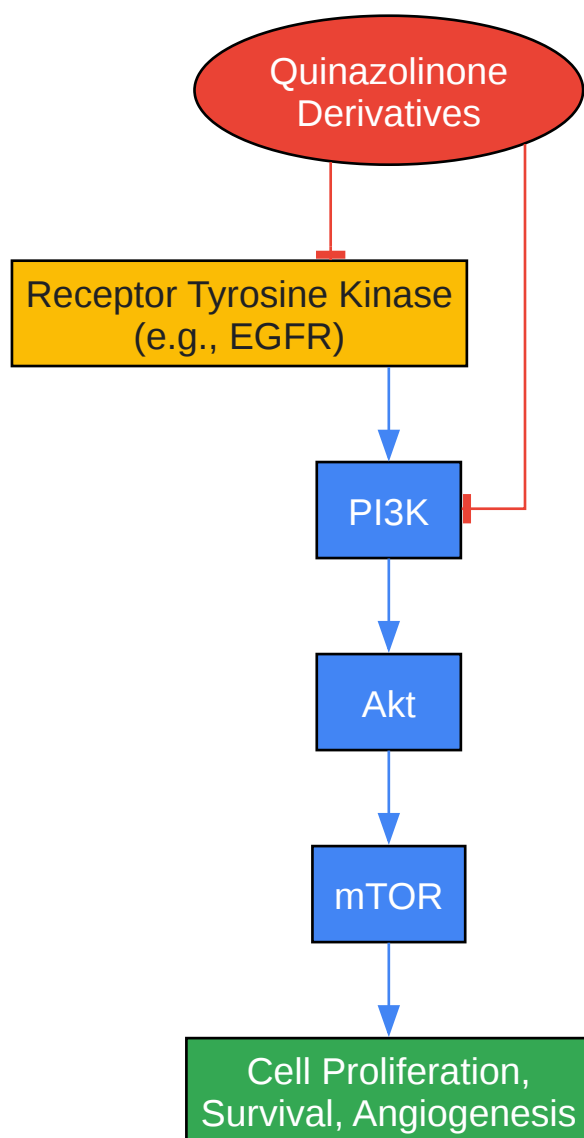 Quinazolinone
Derivatives
Receptor Tyrosine Kinase
(e.g., EGFR)
PI3K
Akt
mTOR
Cell Proliferation,
Survival, Angiogenesis